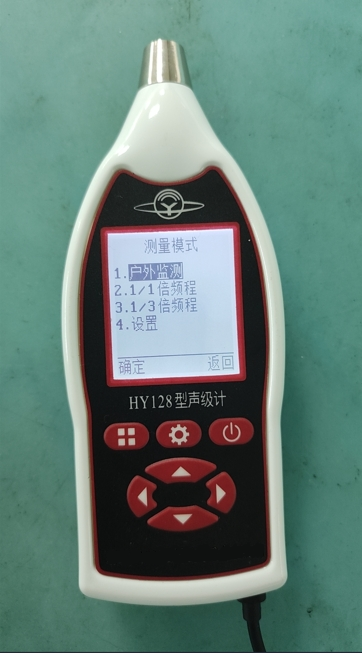 测量模式
1.户外监测
2.1/1倍频程
3.1/3倍频程
4.设置
确定 返回
HY128型声级计